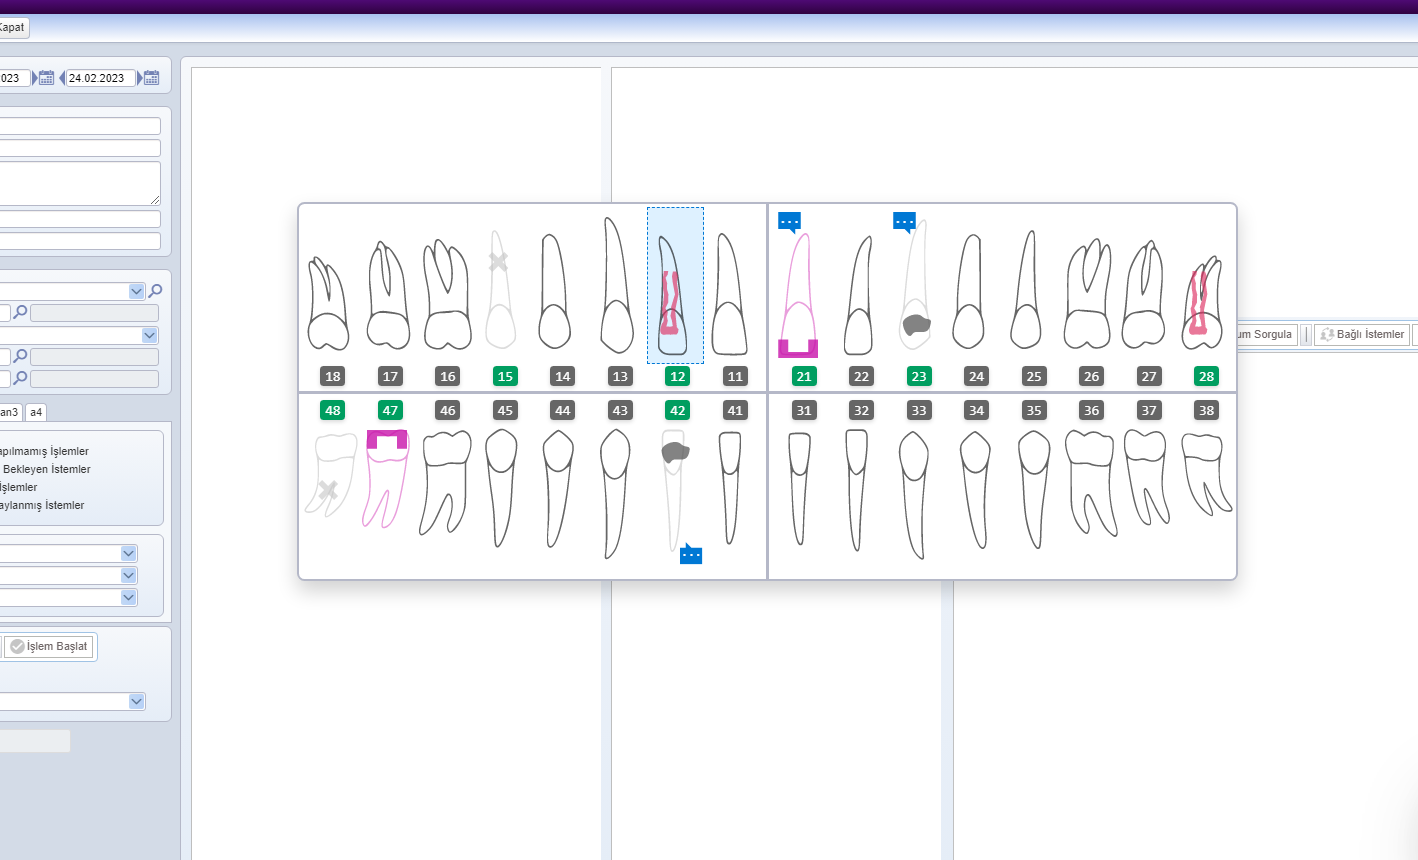 Kapat
023
24.02.2023
an3
a4
apılmamış İşlemler
Bekleyen İstemler
İşlemler
aylanmış İstemler
İşlem Başlat
18 17 16 15 14 13 12 11 21 22 23 24 25 26 27 28
48 47 46 45 44 43 42 41 31 32 33 34 35 36 37 38
um Sorgula
Bağlı İstemler